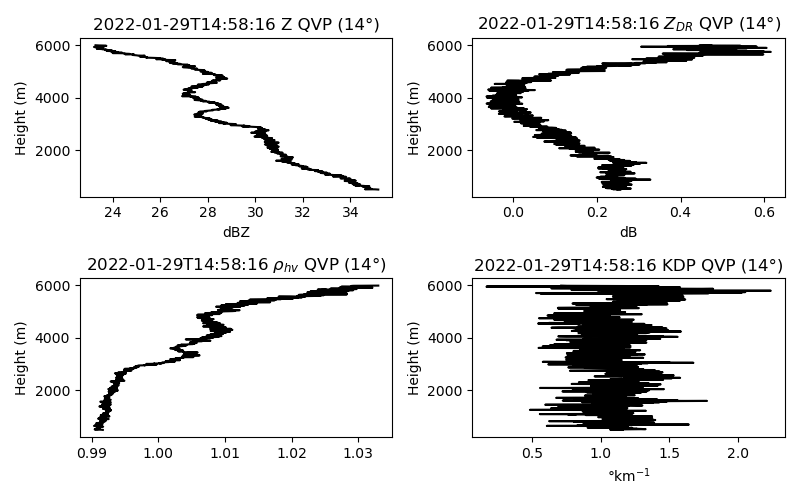 2022-01-29T14:58:16 Z QVP (14°)
6000
4000
2000
Height (m)
24 26 28 30 32 34
dBZ
2022-01-29T14:58:16 Z_DR QVP (14°)
6000
4000
2000
Height (m)
0.0 0.2 0.4 0.6
dB
2022-01-29T14:58:16 ρ_hv QVP (14°)
6000
4000
2000
Height (m)
0.99 1.00 1.01 1.02 1.03
2022-01-29T14:58:16 KDP QVP (14°)
6000
4000
2000
Height (m)
0.5 1.0 1.5 2.0
°km⁻¹